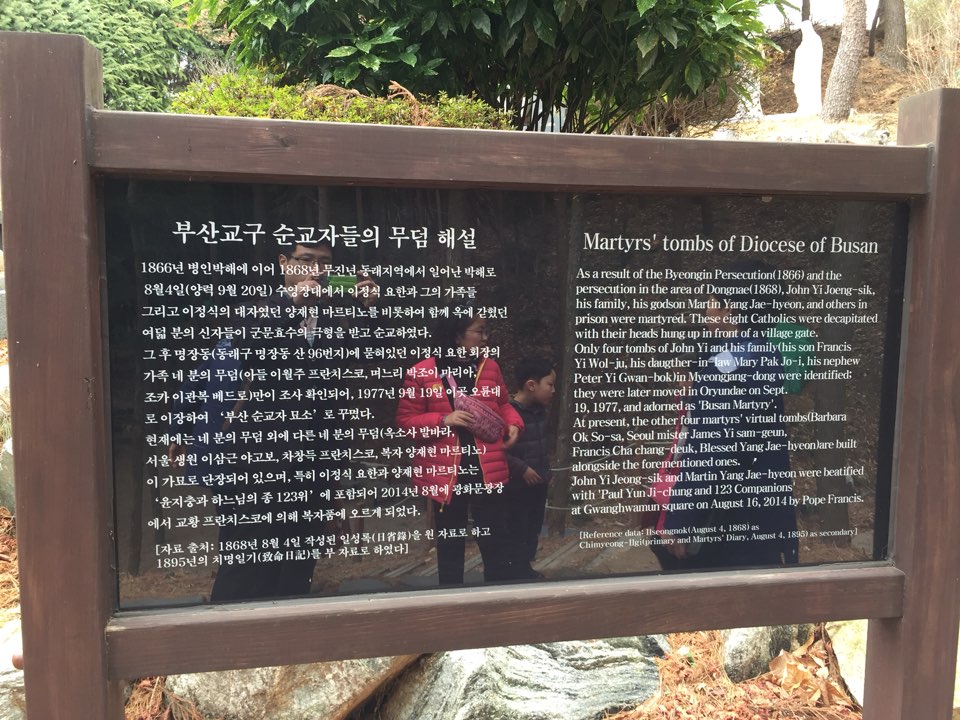 부산교구 순교자들의 무덤 해설
1866년 병인박해에 이어 1868년 무진년 동래지역에서 일어난 박해로
8월4일(양력 9월 20일) 수영장대에서 이정식 요한과 그의 가족들
그리고 이정식의 대자였던 양재현 마르티노를 비롯하여 함께 옥에 갇혔던
여덟 분의 신자들이 군문효수의 극형을 받고 순교하였다.
그 후 명장동(동래구 명장동 산 96번지)에 묻혀있던 이정식 요한 회장의
가족 네 분의 무덤(아들 이월주 프란치스코, 며느리 박조이 마리아,
조카 이관복 베드로)만이 조사 확인되어, 1977년 9월 19일 이곳 오륜대
로 이장하여 '부산 순교자 묘소'로 꾸몄다.
현재에는 네 분의 무덤 외에 다른 네 분의 무덤(옥소사 발바라,
서울 생원 이삼근 야고보, 차장득 프란치스코, 복자 양재현 마르티노)
이 가묘로 단장되어 있으며, 특히 이정식 요한과 양재현 마르티노는
'윤지충과 하느님의 종 123위'에 포함되어 2014년 8월에 광화문광장
에서 교황 프란치스코에 의해 복자품에 오르게 되었다.
[자료 출처: 1868년 8월 4일 작성된 일성록(日省錄)을 원 자료로 하고
1895년의 치명일기(致命日記)를 부 자료로 하였다]
Martyrs' tombs of Diocese of Busan
As a result of the Byeongin Persecution(1866) and the
persecution in the area of Dongnae(1868), John Yi Joeng-sik,
his family, his godson Martin Yang Jae-hyeon, and others in
prison were martyred. These eight Catholics were decapitated
with their heads hung up in front of a village gate.
Only four tombs of John Yi and his family(his son Francis
Yi Wol-ju, his daugther-in-law Mary Pak Jo-i, his nephew
Peter Yi Gwan-bok)in Myeongjang-dong were identified;
they were later moved in Oryundae on Sept.
19, 1977, and adorned as 'Busan Martyry'.
At present, the other four martyrs' virtual tombs(Barbara
Ok So-sa, Seoul mister James Yi sam-geun,
Francis Cha chang-deuk, Blessed Yang Jae-hyeon)are built
alongside the forementioned ones.
John Yi Jeong-sik and Martin Yang Jae-hyeon were beatified
with 'Paul Yun Ji-chung and 123 Companions'
at Gwanghwamun square on August 16, 2014 by Pope Francis.
[Reference data: Ilseongnok(August 4, 1868) as
Chimyeong-Ilgi(primary and Martyrs' Diary, August 4, 1895) as secondary]